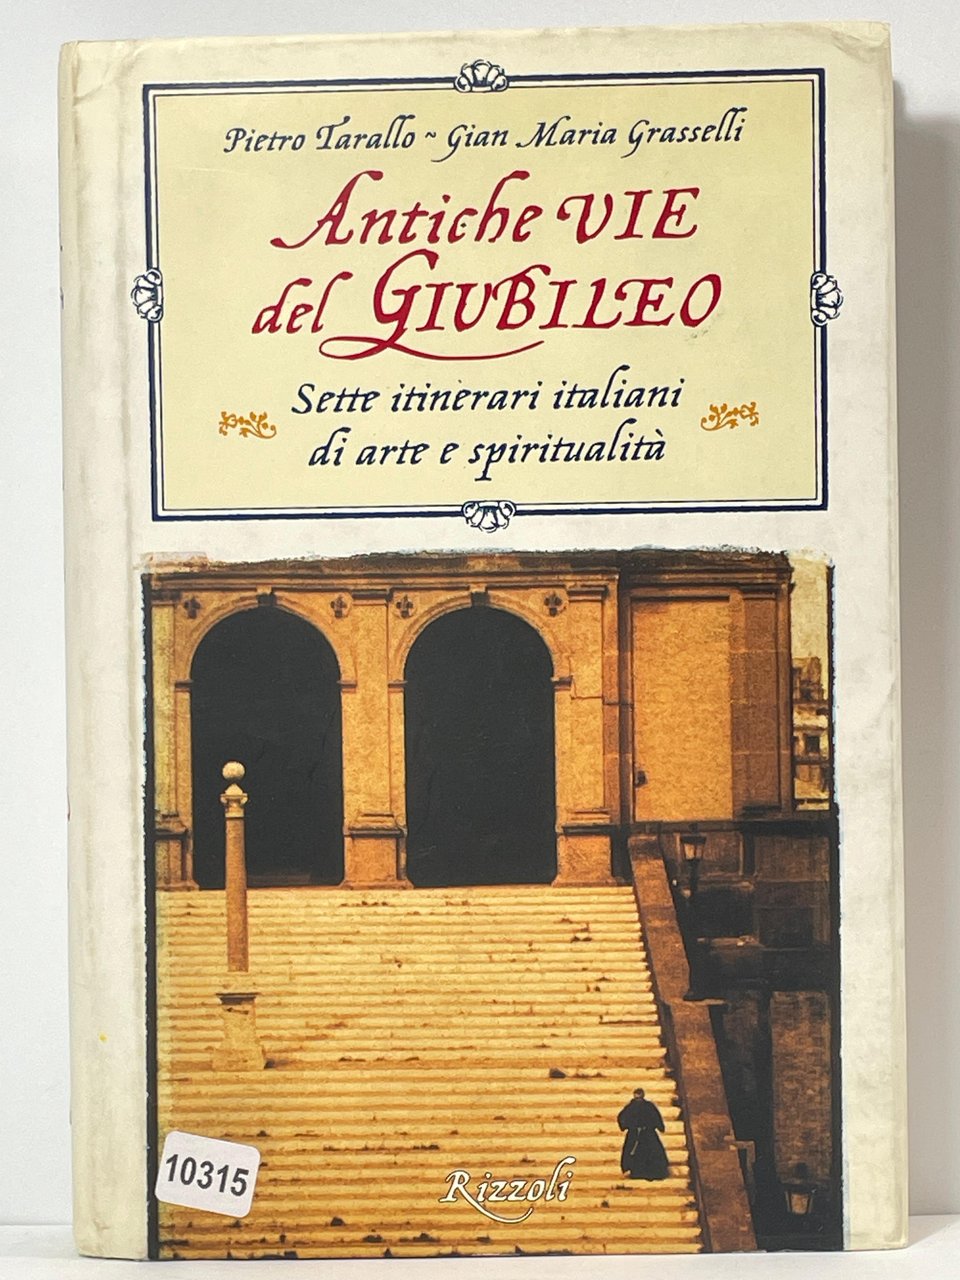 Pietro Tarallo ~ Gian Maria Grasselli
Antiche VIE
del GIUBILEO
Sette itinerari italiani
di arte e spiritualità
10315
Rizzoli